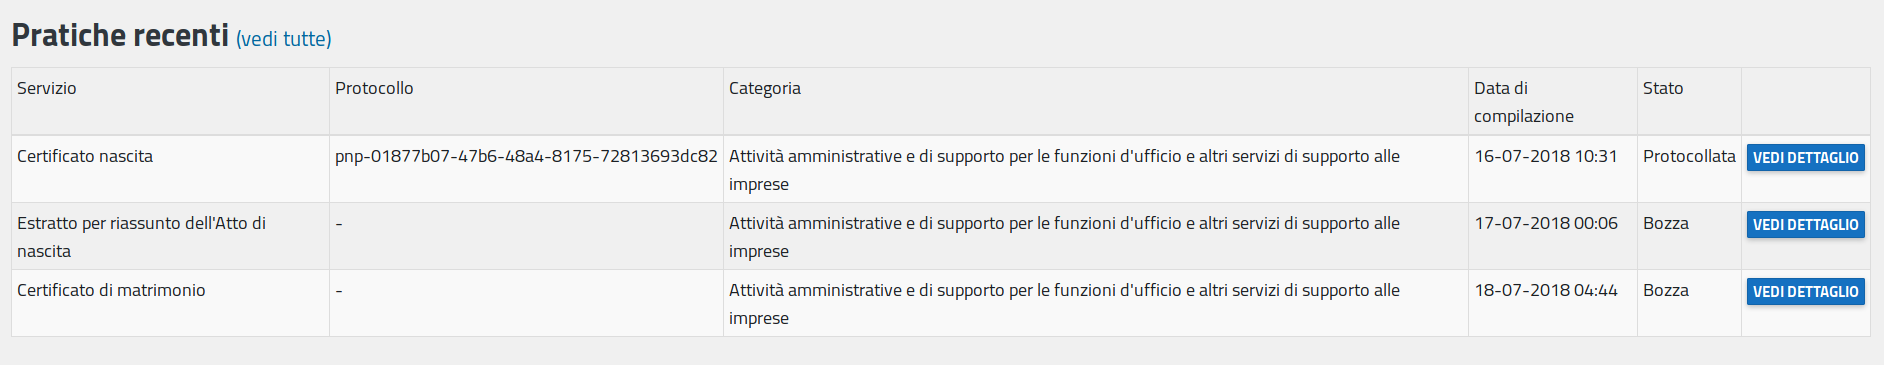 Pratiche recenti (vedi tutte)
Servizio Protocollo Categoria Data di
compilazione Stato
Certificato nascita pnp-01877b07-47b6-48a4-8175-72813693dc82 Attività amministrative e di supporto per le funzioni d'ufficio e altri servizi di supporto alle
imprese 16-07-2018 10:31 Protocollata VEDI DETTAGLIO
Estratto per riassunto dell'Atto di
nascita - Attività amministrative e di supporto per le funzioni d'ufficio e altri servizi di supporto alle
imprese 17-07-2018 00:06 Bozza VEDI DETTAGLIO
Certificato di matrimonio - Attività amministrative e di supporto per le funzioni d'ufficio e altri servizi di supporto alle
imprese 18-07-2018 04:44 Bozza VEDI DETTAGLIO